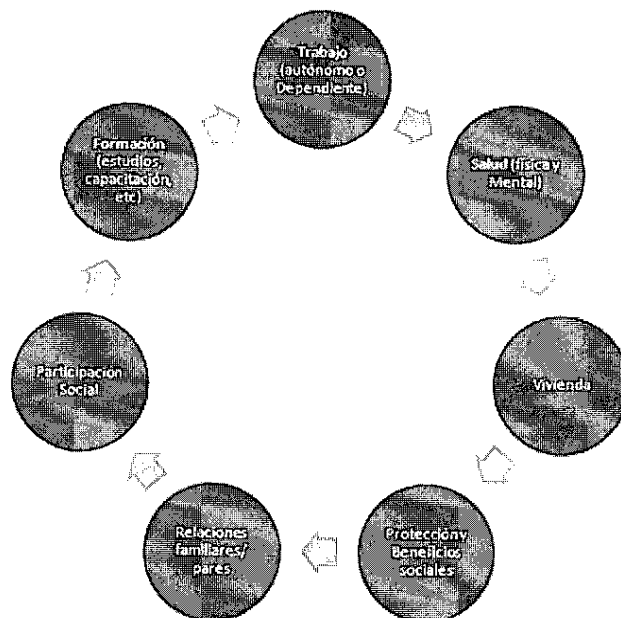 Trabajo
(autónomo o
Dependiente)
Salud (física y
Mental)
Vivienda
Protección y
Beneficios
sociales
Relaciones
familiares/
pares
Participación
Social
Formación
(estudios,
capacitación,
etc)